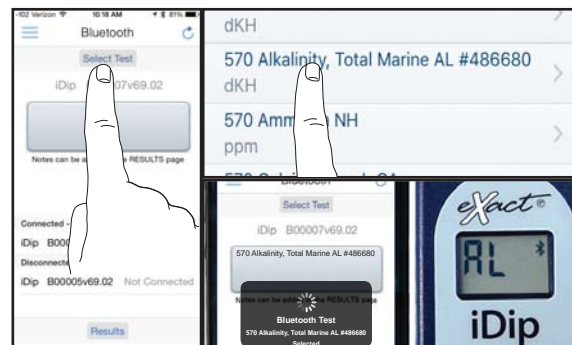 -102 Verizon 10:18 AM 81%
Bluetooth
Select Test
iDip 07v69.02
Notes can be a RESULTS page
Connected -
iDip B000
Disconnecte
iDip B00005v69.02 Not Connected
Results
dKH
570 Alkalinity, Total Marine AL #486680
dKH
570 Amm NH
ppm
Bluetooth
Select Test
iDip B00007v69.02
570 Alkalinity, Total Marine AL #486680
Notes can be added RESULTS page
Bluetooth Test
570 Alkalinity, Total Marine AL #486680
Selected
eXact®
AL
iDip